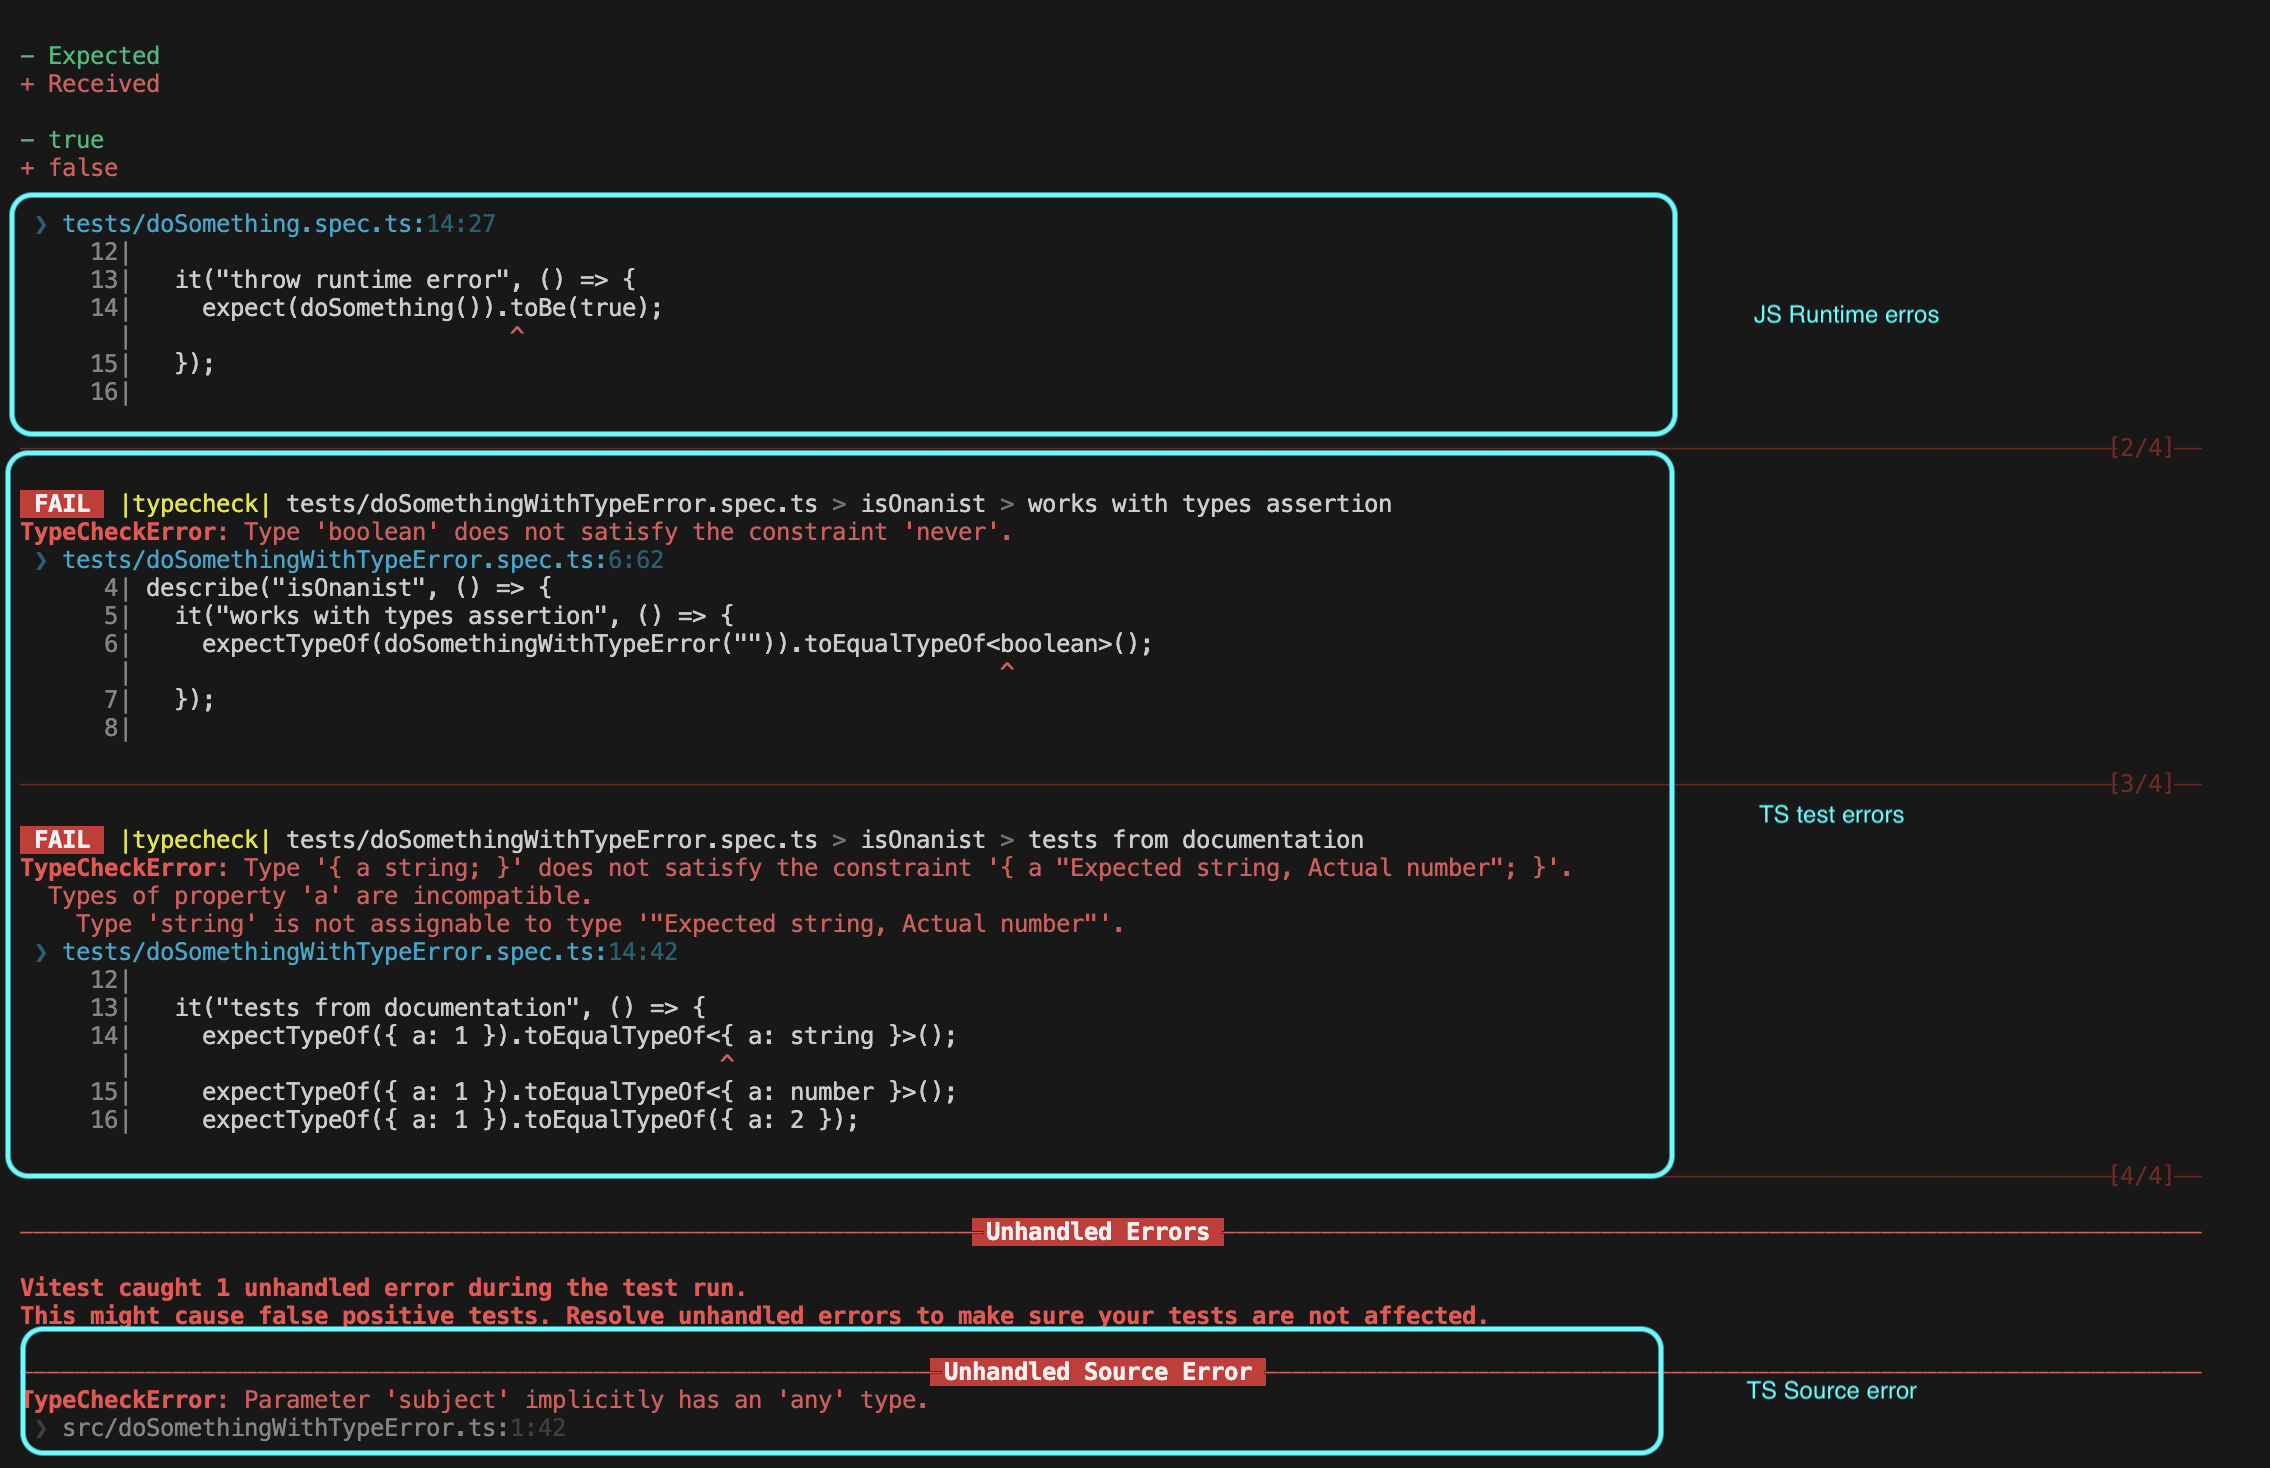 - Expected
+ Received
- true
+ false
❯ tests/doSomething.spec.ts:14:27
12|
13|   it("throw runtime error", () => {
14|     expect(doSomething()).toBe(true);
|                           ^
15|   });
16|
JS Runtime erros
[2/4]
FAIL |typecheck| tests/doSomethingWithTypeError.spec.ts > isOnanist > works with types assertion
TypeCheckError: Type 'boolean' does not satisfy the constraint 'never'.
❯ tests/doSomethingWithTypeError.spec.ts:6:62
4| describe("isOnanist", () => {
5|   it("works with types assertion", () => {
6|     expectTypeOf(doSomethingWithTypeError("")).toEqualTypeOf<boolean>();
|                                                              ^
7|   });
8|
[3/4]
TS test errors
FAIL |typecheck| tests/doSomethingWithTypeError.spec.ts > isOnanist > tests from documentation
TypeCheckError: Type '{ a string; }' does not satisfy the constraint '{ a "Expected string, Actual number"; }'.
Types of property 'a' are incompatible.
Type 'string' is not assignable to type '"Expected string, Actual number"'.
❯ tests/doSomethingWithTypeError.spec.ts:14:42
12|
13|   it("tests from documentation", () => {
14|     expectTypeOf({ a: 1 }).toEqualTypeOf<{ a: string }>();
|                                          ^
15|     expectTypeOf({ a: 1 }).toEqualTypeOf<{ a: number }>();
16|     expectTypeOf({ a: 1 }).toEqualTypeOf({ a: 2 });
[4/4]
Unhandled Errors
Vitest caught 1 unhandled error during the test run.
This might cause false positive tests. Resolve unhandled errors to make sure your tests are not affected.
Unhandled Source Error
TypeCheckError: Parameter 'subject' implicitly has an 'any' type.
❯ src/doSomethingWithTypeError.ts:1:42
TS Source error